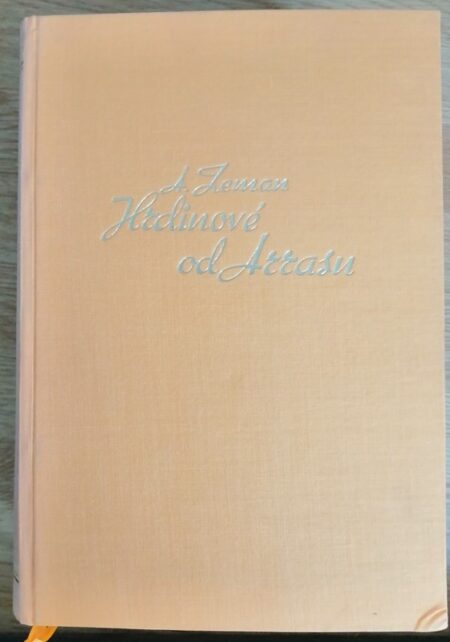 A. Zeman
Hrdinové
od Arrasu